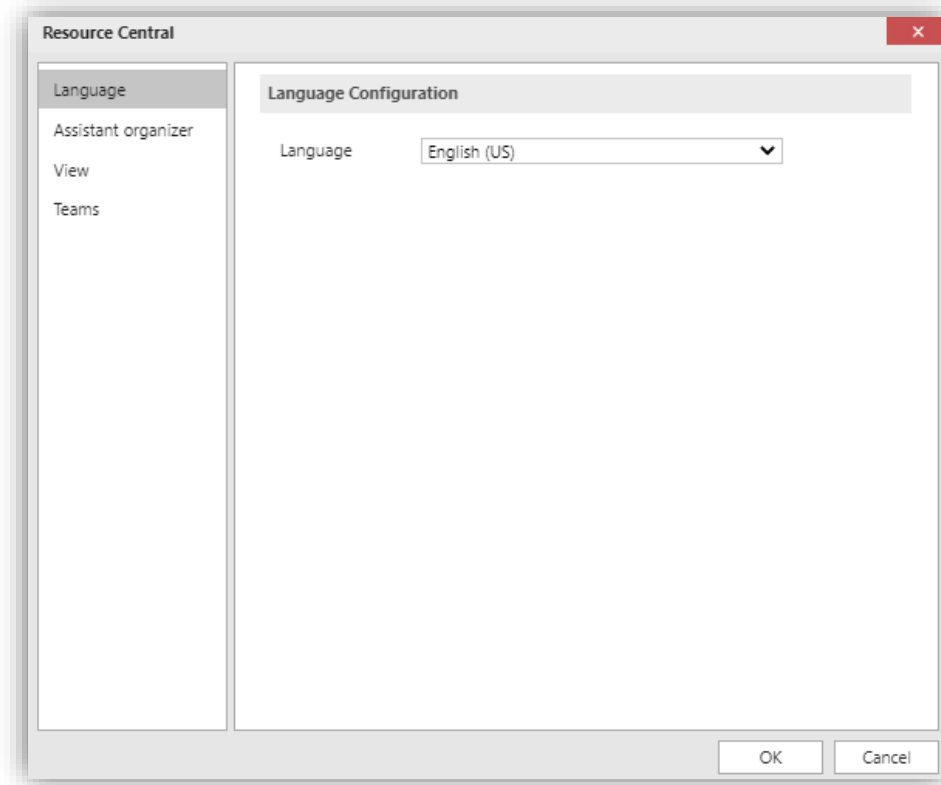 Resource Central
Language
Assistant organizer
View
Teams
Language Configuration
Language English (US)
OK Cancel